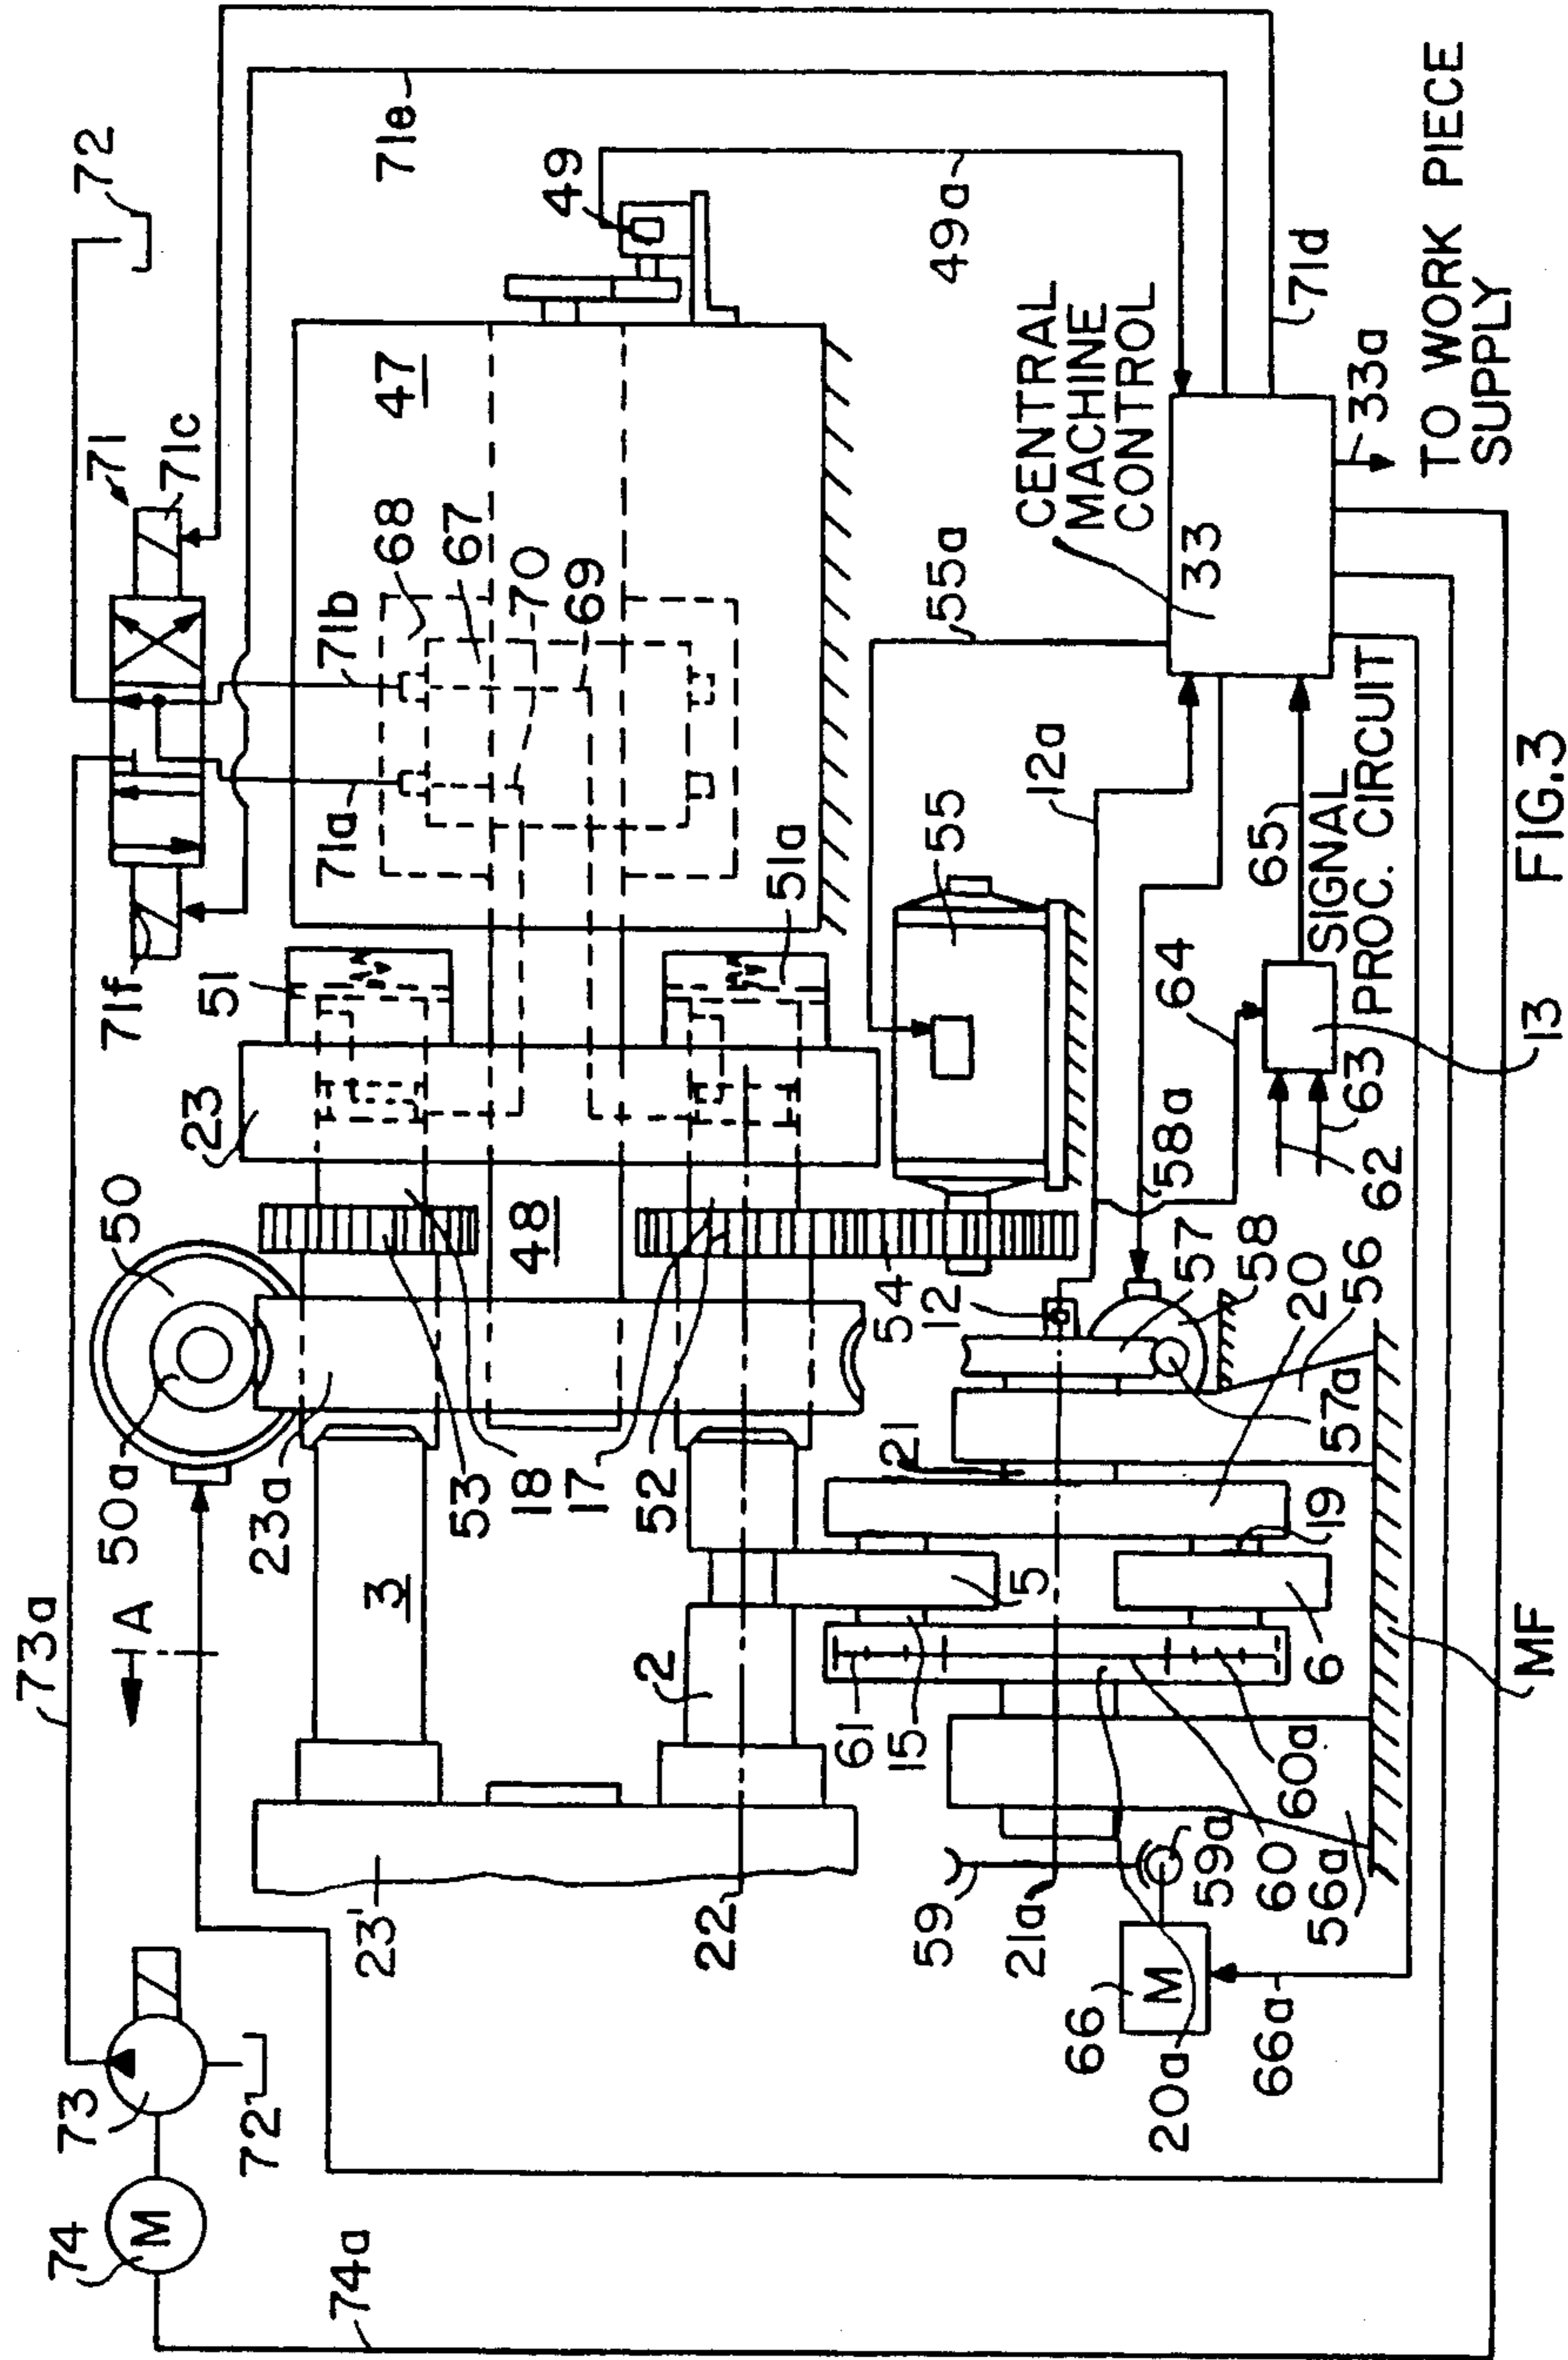 73a
74
M
73
72
74a
A
50a
50
23
71f
51
71
71c
72
71e
23a
3
53
18
17
52
48
71a
71b
68
67
70
69
47
49
49a
51a
23'
22
2
61
15
5
21
54
12
55
55a
12a
CENTRAL
MACHINE
CONTROL
33
59
21a
66
M
20a
66a
59a
60
56a
60a
6
19
57a
20
56
58
57
58a
64
62
63
13
65
SIGNAL
PROC. CIRCUIT
71d
33a
TO WORK PIECE
SUPPLY
MF
FIG.3